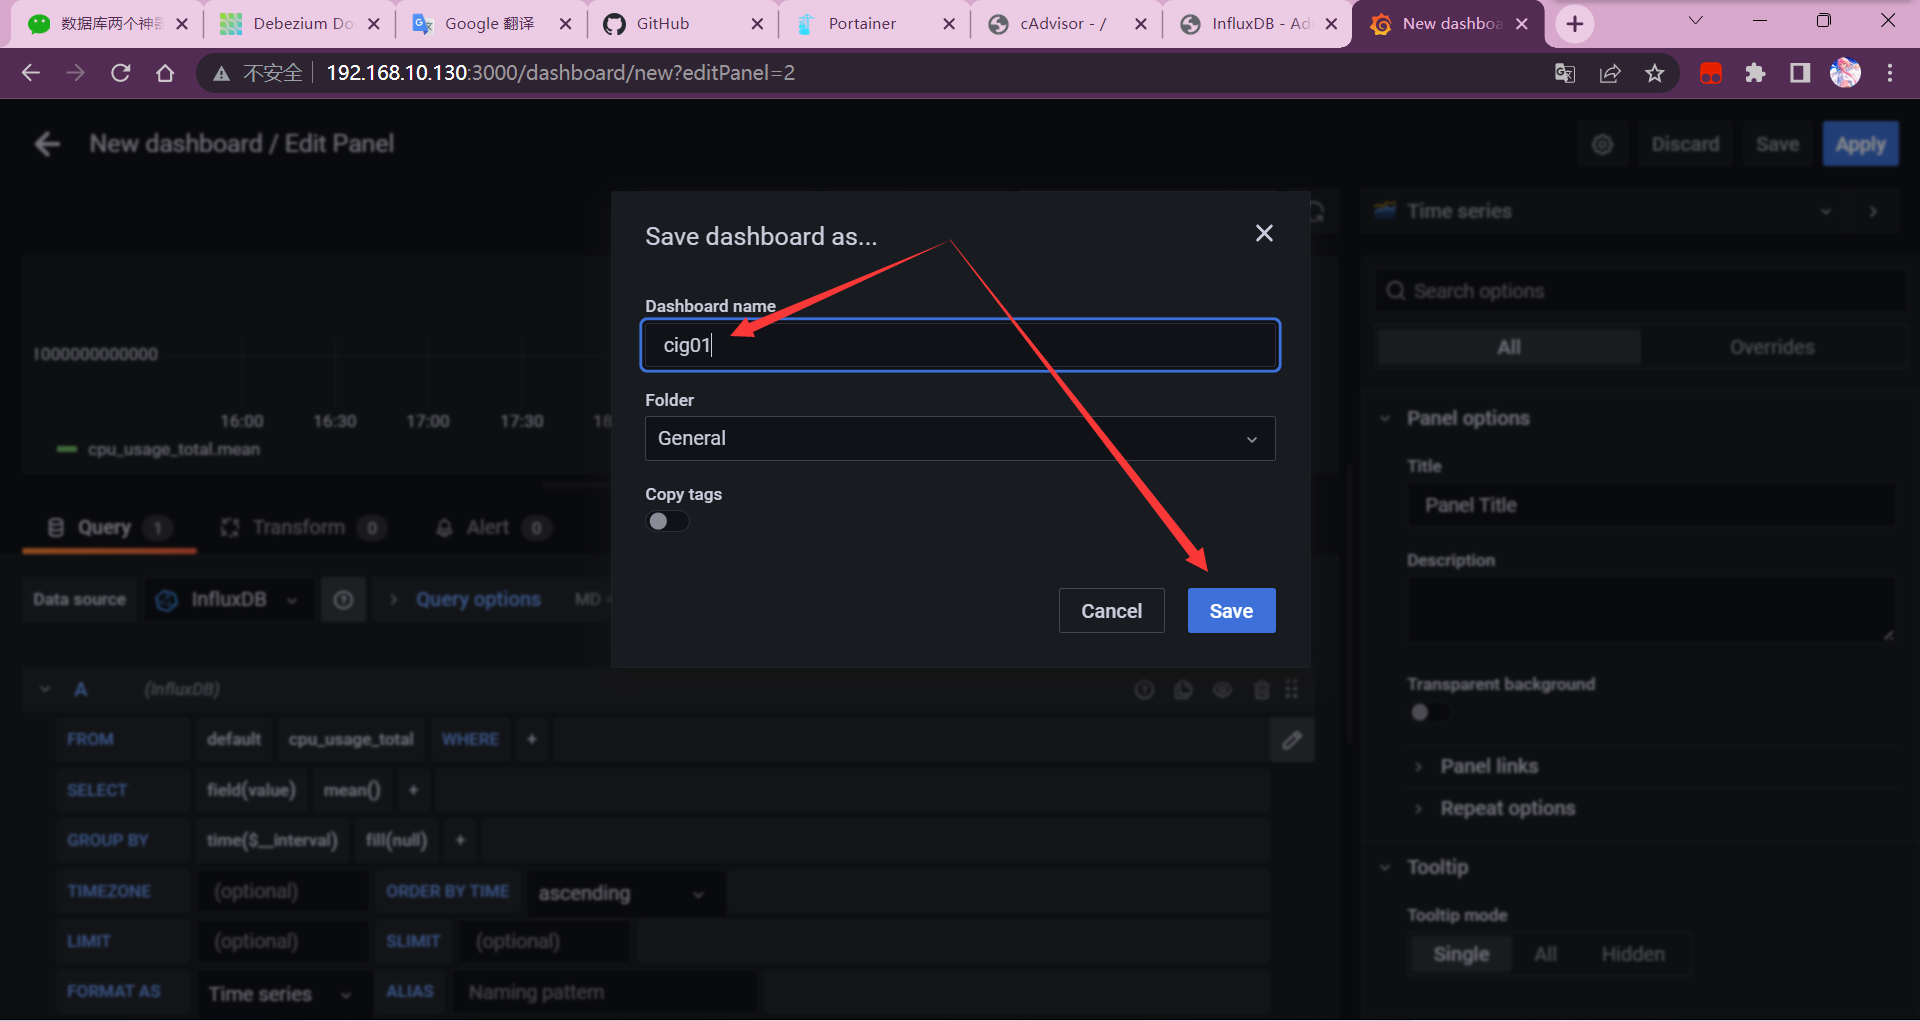 数据库两个神器
Debezium Do
Google 翻译
GitHub
Portainer
cAdvisor - /
InfluxDB - Ad
New dashboa
不安全
192.168.10.130:3000/dashboard/new?editPanel=2
New dashboard / Edit Panel
Discard
Save
Apply
Save dashboard as...
Dashboard name
cig01
Folder
General
Copy tags
Cancel
Save
1000000000000
16:00
16:30
17:00
17:30
18
cpu_usage_total.mean
Query 1
Transform 0
Alert 0
Data source
InfluxDB
Query options
MD =
A
(InfluxDB)
FROM default cpu_usage_total WHERE +
SELECT field(value) mean() +
GROUP BY time($__interval) fill(null) +
TIMEZONE (optional) ORDER BY TIME ascending
LIMIT (optional) SLIMIT (optional)
FORMAT AS Time series ALIAS Naming pattern
Time series
Search options
All
Overrides
Panel options
Title
Panel Title
Description
Transparent background
Panel links
Repeat options
Tooltip
Tooltip mode
Single
All
Hidden